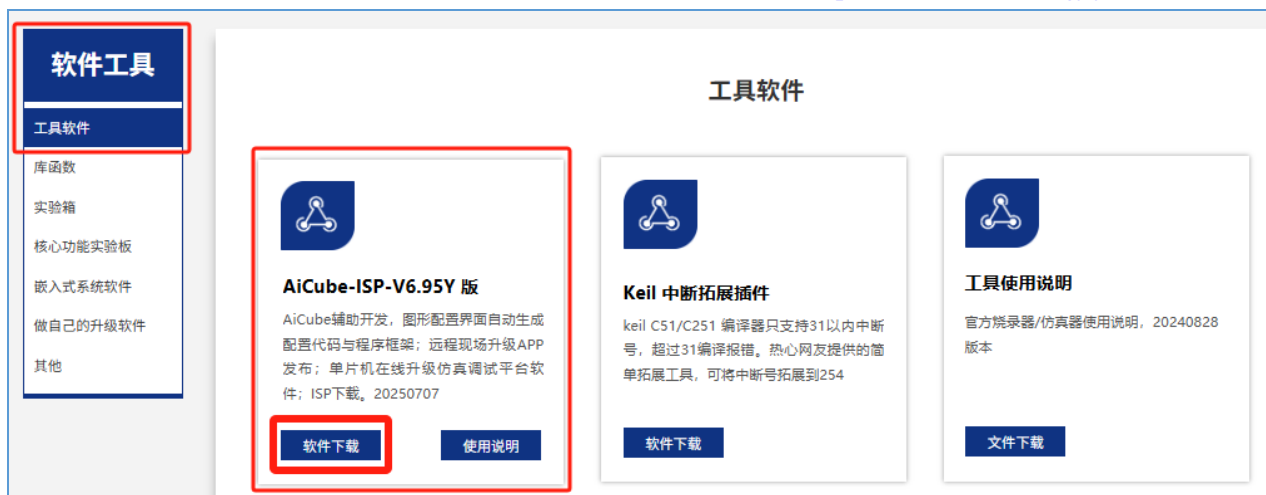 软件工具
工具软件
库函数
实验箱
核心功能实验板
嵌入式系统软件
做自己的升级软件
其他
工具软件
AiCube-ISP-V6.95Y 版
AiCube辅助开发，图形配置界面自动生成
配置代码与程序框架；远程现场升级APP
发布；单片机在线升级仿真调试平台软
件；ISP下载。20250707
软件下载
使用说明
Keil 中断拓展插件
keil C51/C251 编译器只支持31以内中断
号，超过31编译报错。热心网友提供的简
单拓展工具，可将中断号拓展到254
软件下载
工具使用说明
官方烧录器/仿真器使用说明，20240828
版本
文件下载